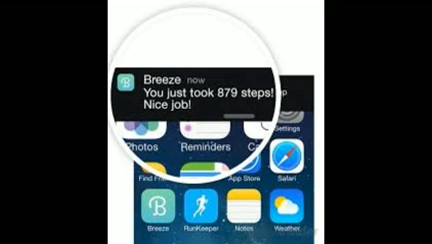 Breeze now
You just took 879 steps!
Nice job!
Settings
Photos Reminders Ca
Find Fri App Store Safari
Breeze RunKeeper Notes Weather